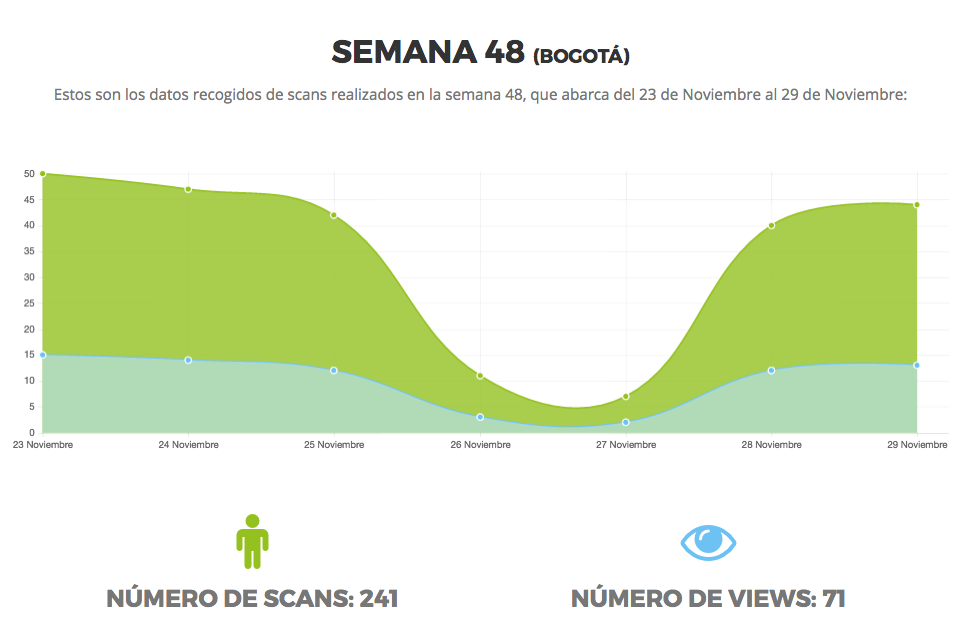 SEMANA 48 (BOGOTÁ)
Estos son los datos recogidos de scans realizados en la semana 48, que abarca del 23 de Noviembre al 29 de Noviembre:
50
45
40
35
30
25
20
15
10
5
0
23 Noviembre 24 Noviembre 25 Noviembre 26 Noviembre 27 Noviembre 28 Noviembre 29 Noviembre
NÚMERO DE SCANS: 241 NÚMERO DE VIEWS: 71